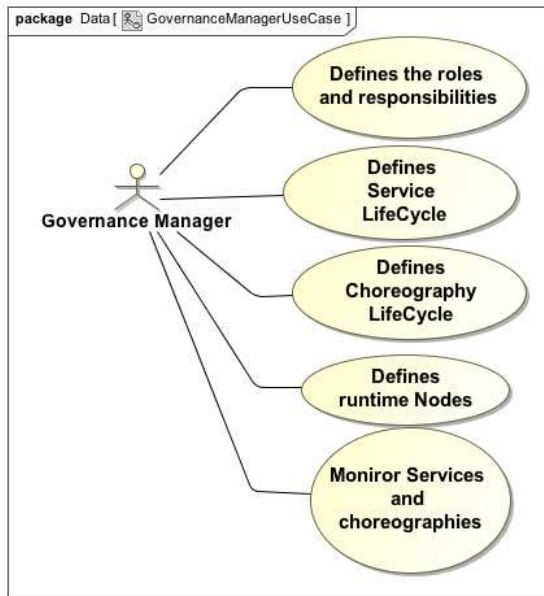 package Data [ GovernanceManagerUseCase ]
Defines the roles
and responsibilities
Defines
Service
LifeCycle
Governance Manager
Defines
Choreography
LifeCycle
Defines
runtime Nodes
Moniror Services
and
choreographies